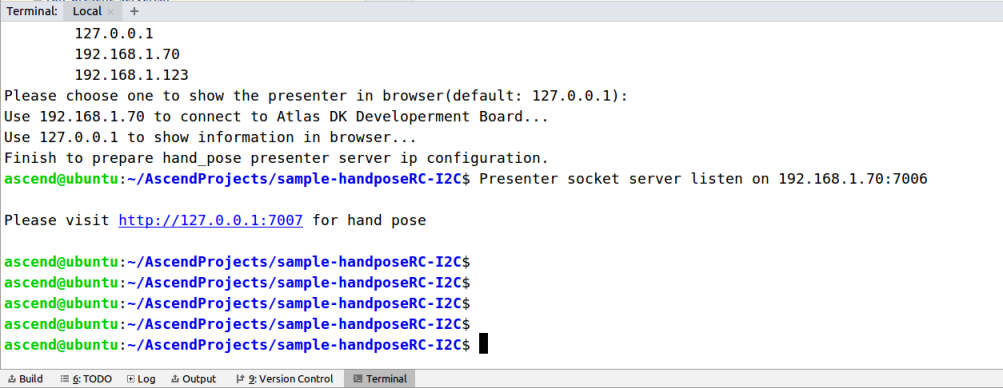 Terminal: Local × +
127.0.0.1
192.168.1.70
192.168.1.123
Please choose one to show the presenter in browser(default: 127.0.0.1):
Use 192.168.1.70 to connect to Atlas DK Developerment Board...
Use 127.0.0.1 to show information in browser...
Finish to prepare hand_pose presenter server ip configuration.
ascend@ubuntu:~/AscendProjects/sample-handposeRC-I2C$ Presenter socket server listen on 192.168.1.70:7006
Please visit http://127.0.0.1:7007 for hand pose
ascend@ubuntu:~/AscendProjects/sample-handposeRC-I2C$
ascend@ubuntu:~/AscendProjects/sample-handposeRC-I2C$
ascend@ubuntu:~/AscendProjects/sample-handposeRC-I2C$
ascend@ubuntu:~/AscendProjects/sample-handposeRC-I2C$
ascend@ubuntu:~/AscendProjects/sample-handposeRC-I2C$
Build 6: TODO Log Output 9: Version Control Terminal